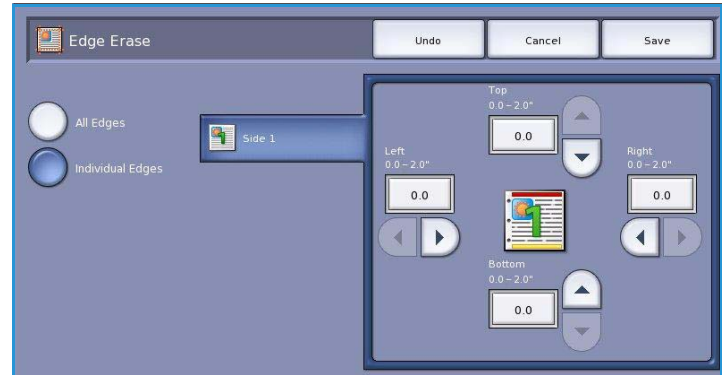 Edge Erase
Undo
Cancel
Save
All Edges
Individual Edges
Side 1
Top
0.0 – 2.0"
0.0
Left
0.0 – 2.0"
0.0
Right
0.0 – 2.0"
0.0
Bottom
0.0 – 2.0"
0.0